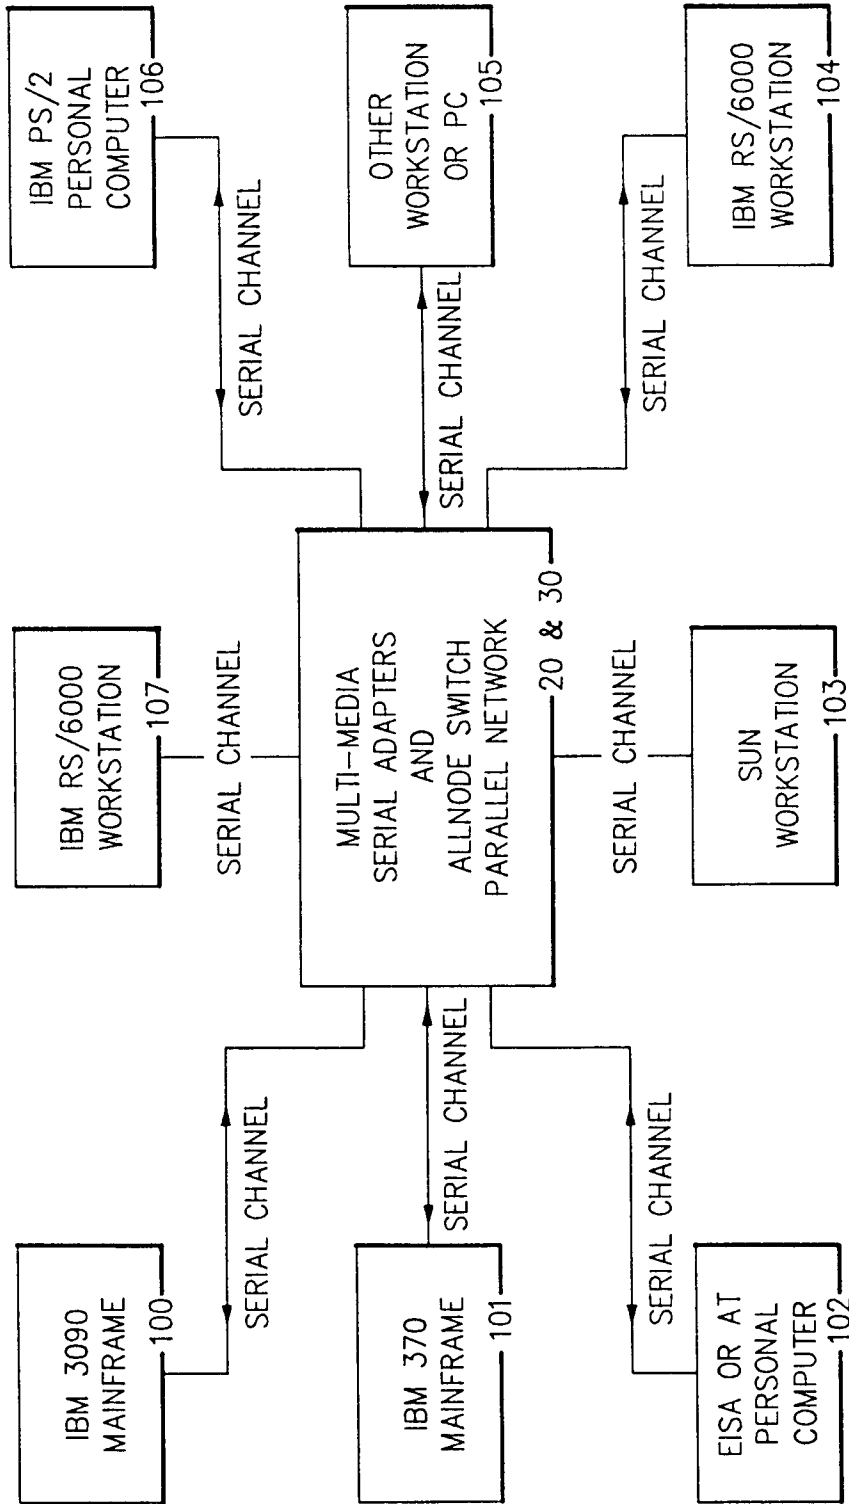 IBM 3090
MAINFRAME
100
SERIAL CHANNEL
IBM 370
MAINFRAME
101
SERIAL CHANNEL
EISA OR AT
PERSONAL
COMPUTER
102
SERIAL CHANNEL
IBM RS/6000
WORKSTATION
107
SERIAL CHANNEL
MULTI-MEDIA
SERIAL ADAPTERS
AND
ALLNODE SWITCH
PARALLEL NETWORK
20 & 30
SERIAL CHANNEL
SUN
WORKSTATION
103
IBM PS/2
PERSONAL
COMPUTER
106
SERIAL CHANNEL
OTHER
WORKSTATION
OR PC
105
SERIAL CHANNEL
IBM RS/6000
WORKSTATION
104
SERIAL CHANNEL